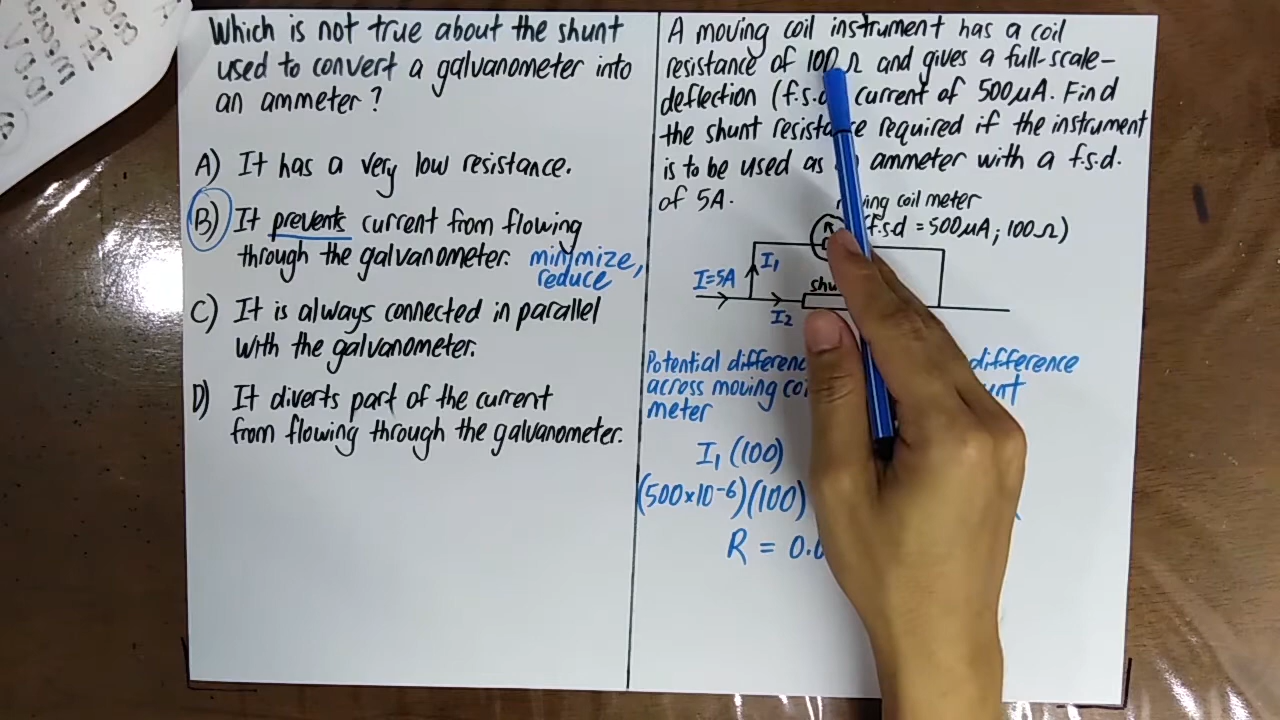 Which is not true about the shunt
used to convert a galvanometer into
an ammeter?
A) It has a very low resistance.
B) It prevents current from flowing
through the galvanometer. minimize,
reduce
C) It is always connected in parallel
with the galvanometer.
D) It diverts part of the current
from flowing through the galvanometer.
A moving coil instrument has a coil
resistance of 100Ω and gives a full-scale-
deflection (f.s.d current of 500μA. Find
the shunt resistance required if the instrument
is to be used as ammeter with a f.s.d.
of 5A.
coil meter
f.s.d = 500μA; 100Ω)
I=5A
I₁
I₂
Potential difference
across moving
meter
difference
I₁ (100)
(500×10⁻⁶)(100)
R = 0.0